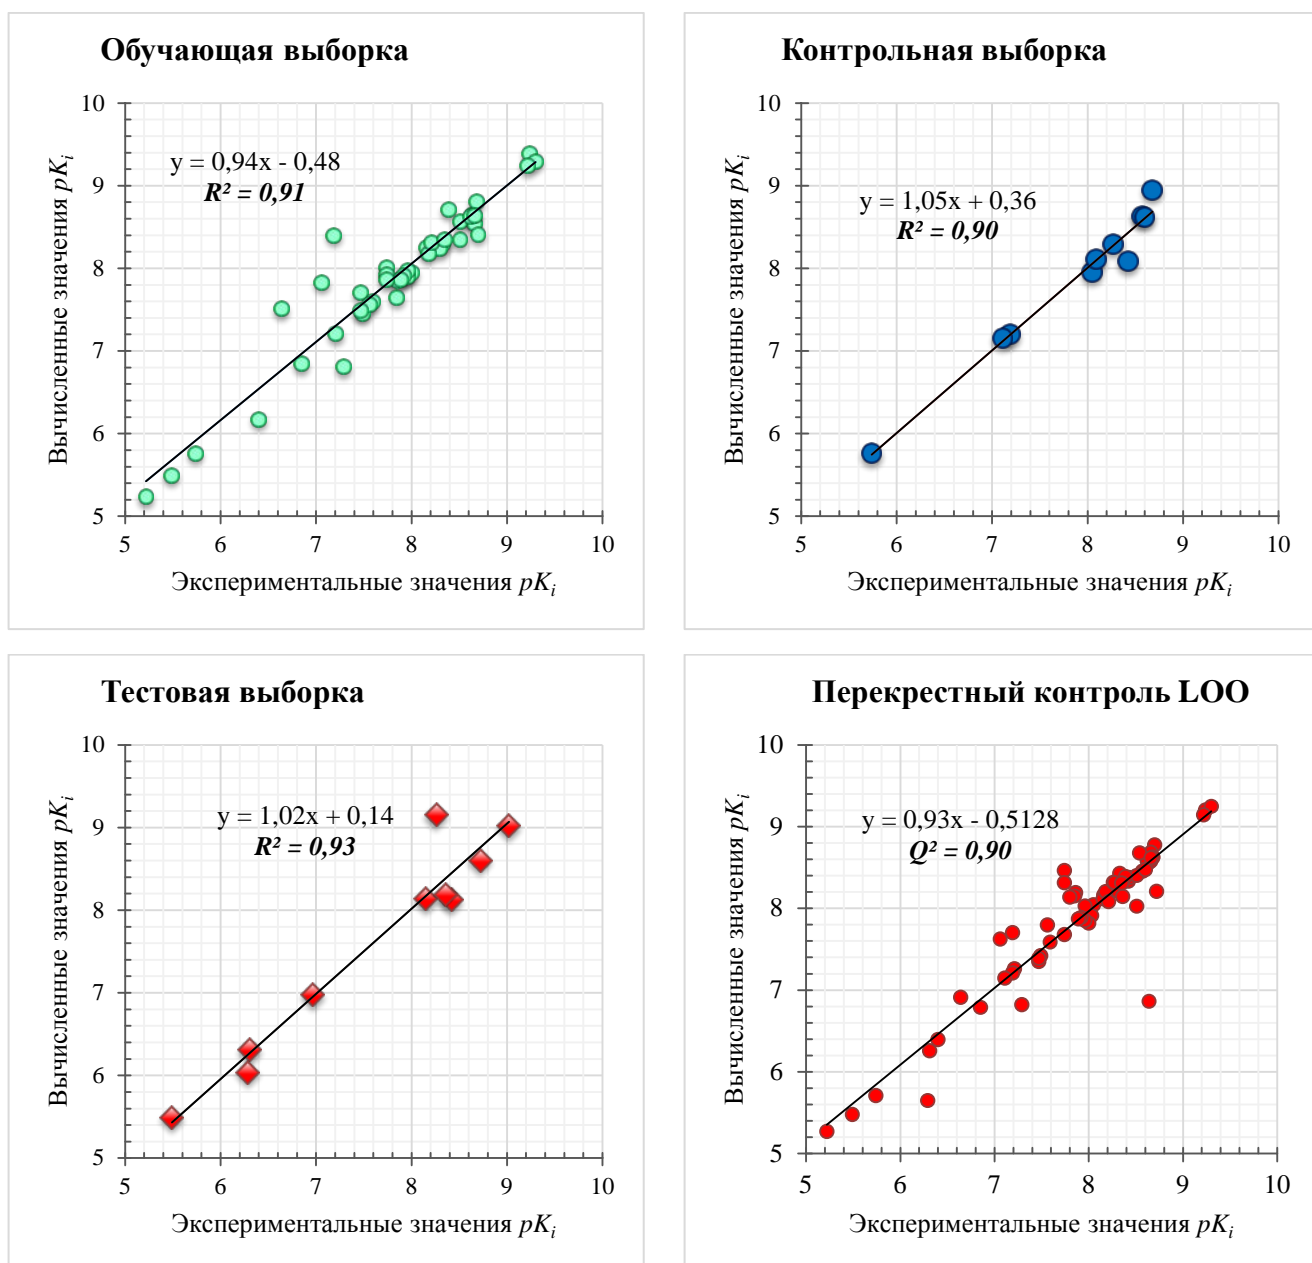 Обучающая выборка
10
9
8
7
6
5
5
6
7
8
9
10
y = 0,94x - 0,48
R² = 0,91
Вычисленные значения pKi
Экспериментальные значения pKi
Контрольная выборка
10
9
8
7
6
5
5
6
7
8
9
10
y = 1,05x + 0,36
R² = 0,90
Вычисленные значения pKi
Экспериментальные значения pKi
Тестовая выборка
10
9
8
7
6
5
5
6
7
8
9
10
y = 1,02x + 0,14
R² = 0,93
Вычисленные значения pKi
Экспериментальные значения pKi
Перекрестный контроль LOO
10
9
8
7
6
5
5
6
7
8
9
10
y = 0,93x - 0,5128
Q² = 0,90
Вычисленные значения pKi
Экспериментальные значения pKi